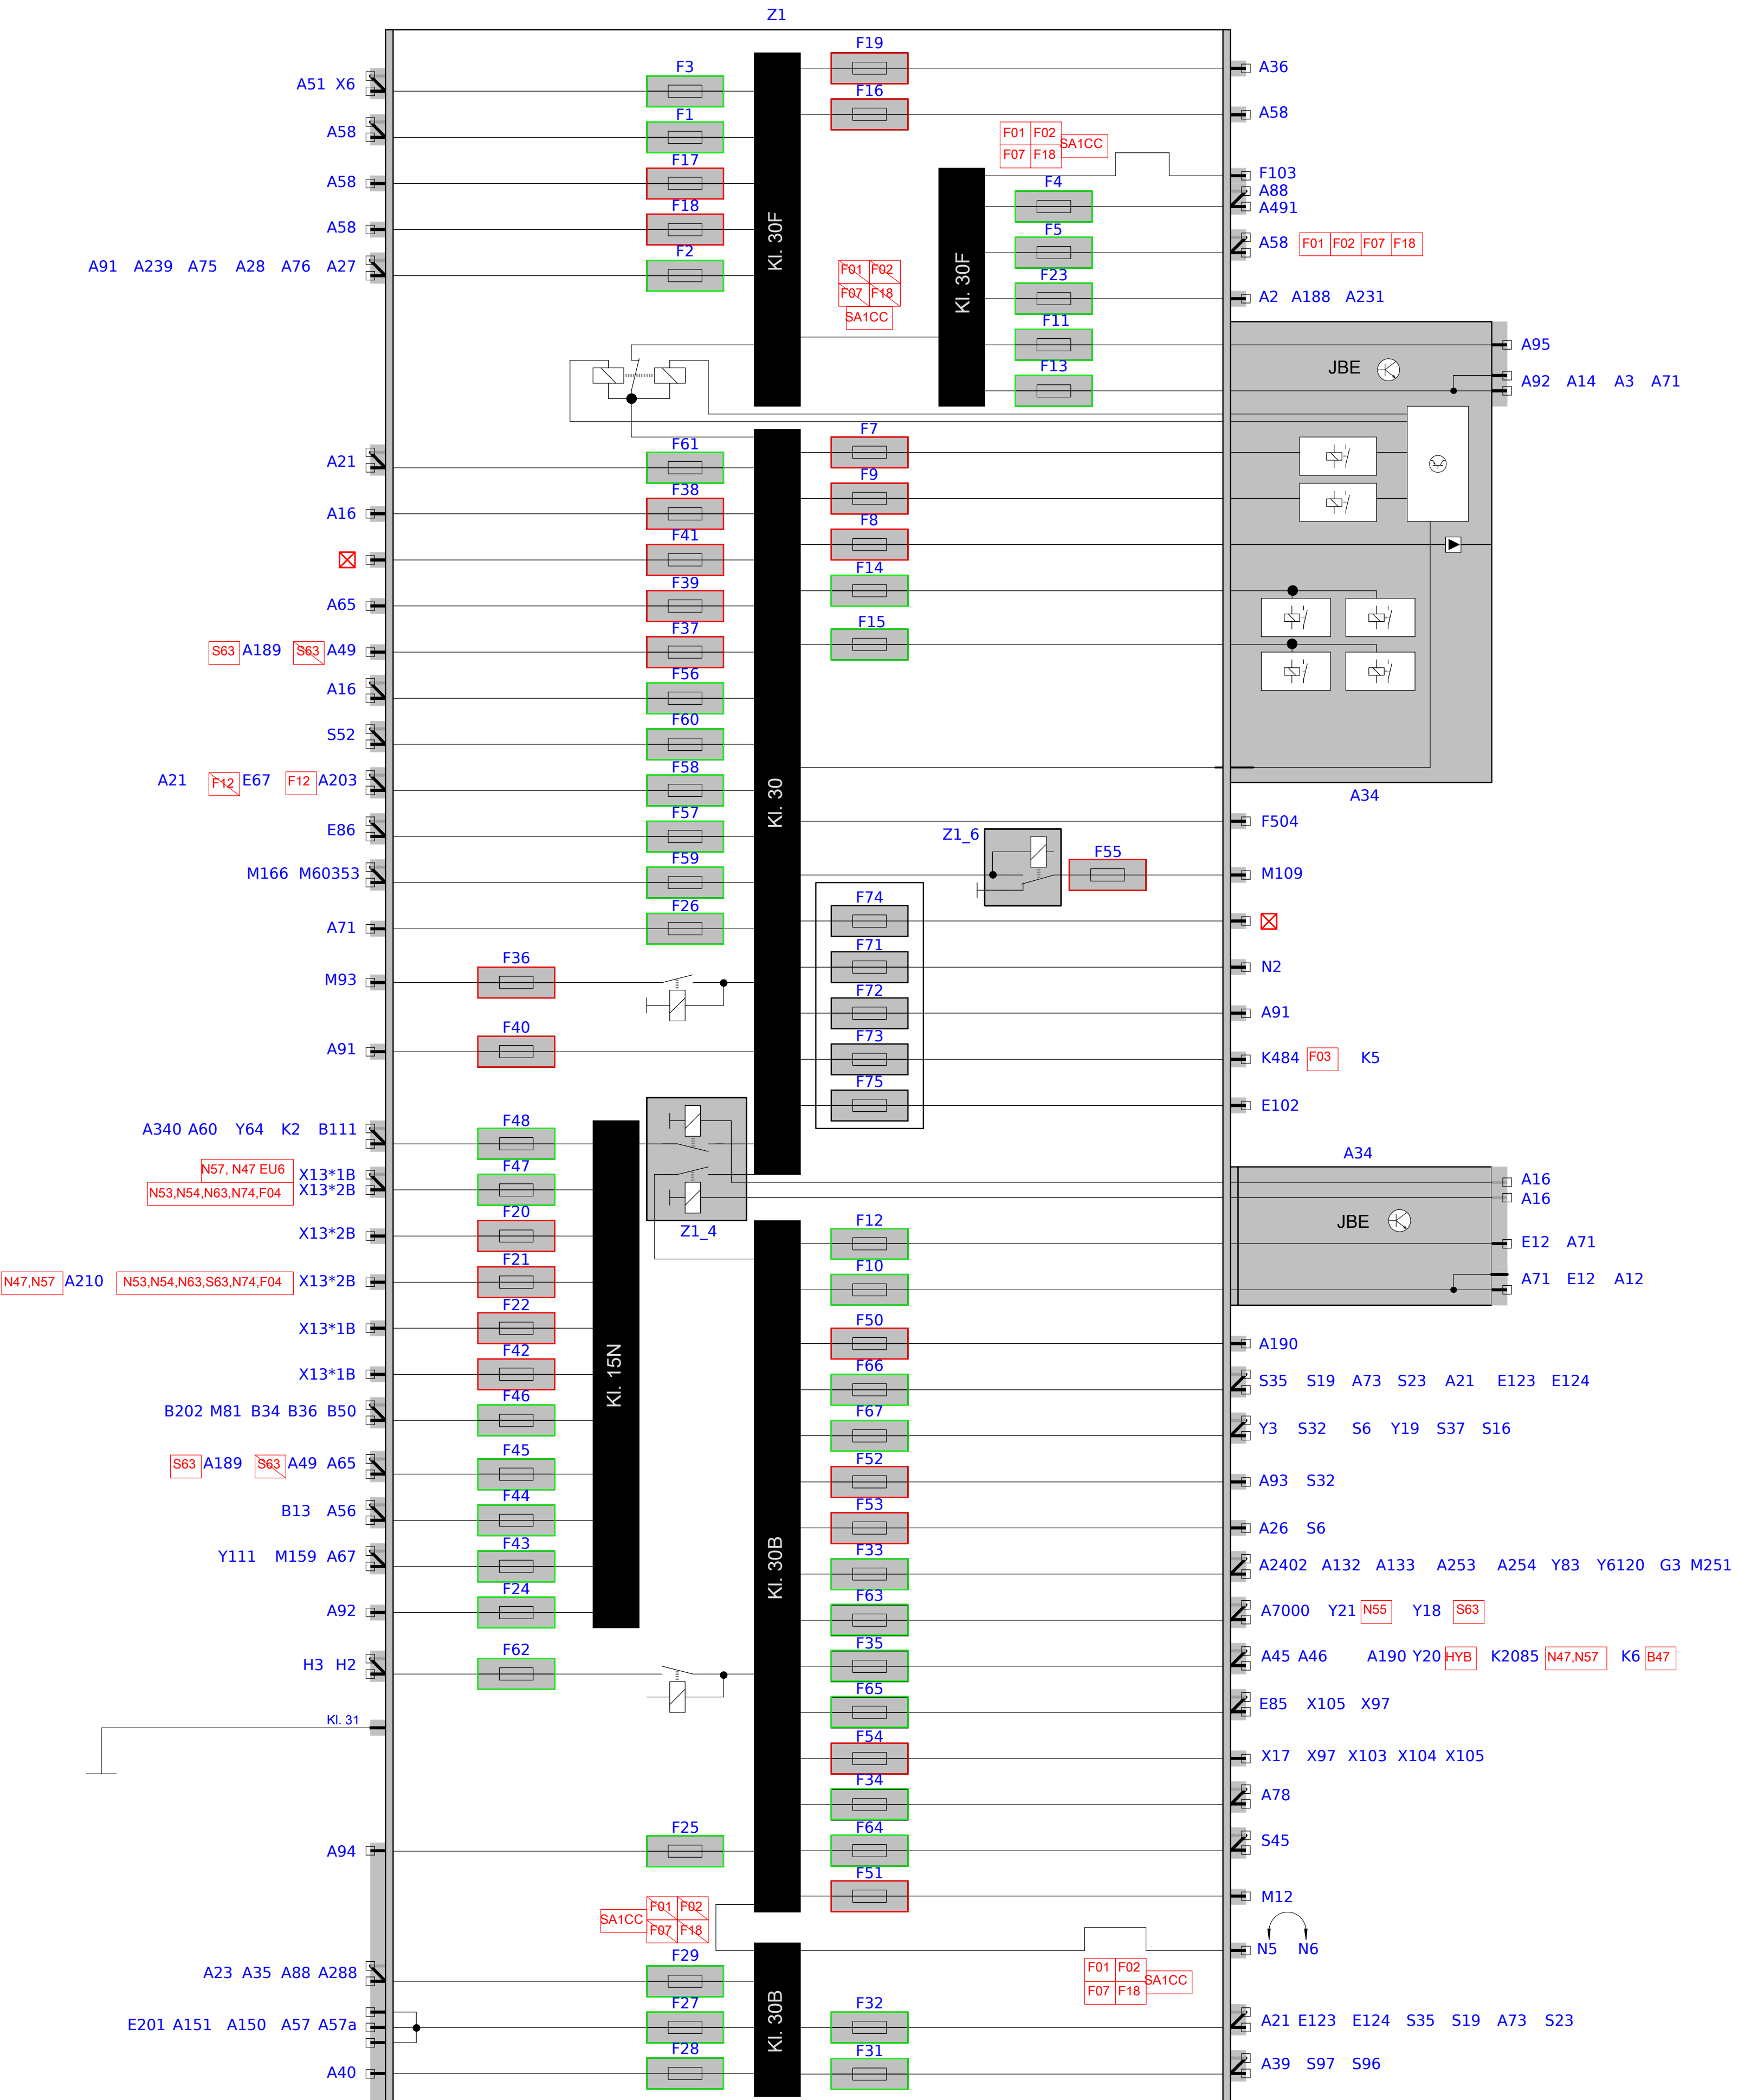 Z1
F19
F3 A36
A51 X6
F16
F1 A58
A58 F01 F02 SA1CC
F07 F18
F17 F103
A58 F4 A88
F18 A491
A58 F5 A58 F01 F02 F07 F18
F2
A91 A239 A75 A28 A76 A27 Kl. 30F
F01 F02 F23
F07 F18 Kl. 30F A2 A188 A231
SA1CC F11
A95
F13 JBE
A92 A14 A3 A71
F61 F7
A21
F38 F9
A16
F41 F8
F39 F14
A65
F37 F15
S63 A189 S63 A49
F56
A16
F60
S52
F58
A21 F12 E67 F12 A203 Kl. 30 A34
F57 F504
E86 Z1_6
F59 F55
M166 M60353 M109
F26 F74
A71
F71
F36 N2
M93
F72
A91
F40 F73
A91 K484 F03 K5
F75
E102
F48
A340 A60 Y64 K2 B111
F47 A34
N57, N47 EU6 X13*1B A16
N53,N54,N63,N74,F04 X13*2B A16
F20 F12
X13*2B Z1_4 JBE
E12 A71
F21 F10
N47,N57 A210 N53,N54,N63,S63,N74,F04 X13*2B A71 E12 A12
F22 F50
X13*1B A190
F42 F66
X13*1B Kl. 15N S35 S19 A73 S23 A21 E123 E124
F46 F67
B202 M81 B34 B36 B50 Y3 S32 S6 Y19 S37 S16
F45 F52
S63 A189 S63 A49 A65 A93 S32
F44 F53
B13 A56 A26 S6
F43 F33
Y111 M159 A67 Kl. 30B A2402 A132 A133 A253 A254 Y83 Y6120 G3 M251
F24 F63
A92 A7000 Y21 N55 Y18 S63
F62 F35
H3 H2 A45 A46 A190 Y20 HYB K2085 N47,N57 K6 B47
F65
E85 X105 X97
Kl. 31
F54
X17 X97 X103 X104 X105
F34
A78
F25 F64
A94 S45
F51
M12
SA1CC F01 F02
F07 F18
N5 N6
F29 F01 F02 SA1CC
A23 A35 A88 A288 F07 F18
F27 F32
E201 A151 A150 A57 A57a Kl. 30B A21 E123 E124 S35 S19 A73 S23
F28 F31
A40 A39 S97 S96